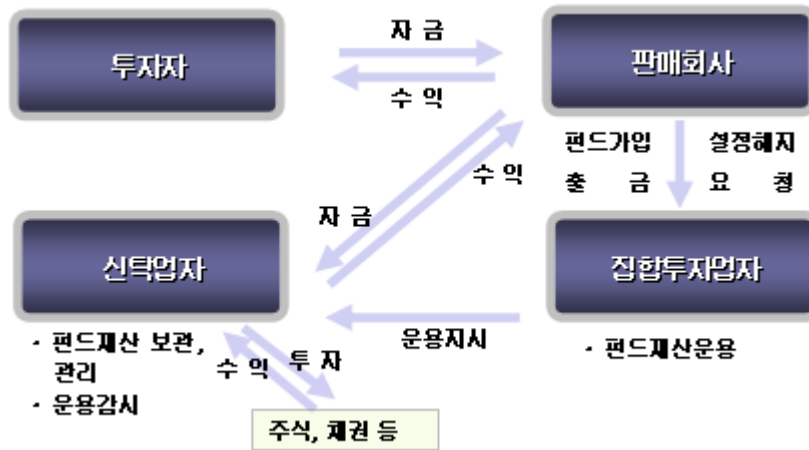 자 금
투자자
판매회사
수 익
펀드가입 설정해지
출 금 요 청
수 익
자 금
신탁업자
집합투자업자
운용지시
· 펀드재산 보관,
관리
· 운용감시
수 익 투 자
· 펀드재산운용
주식, 채권 등